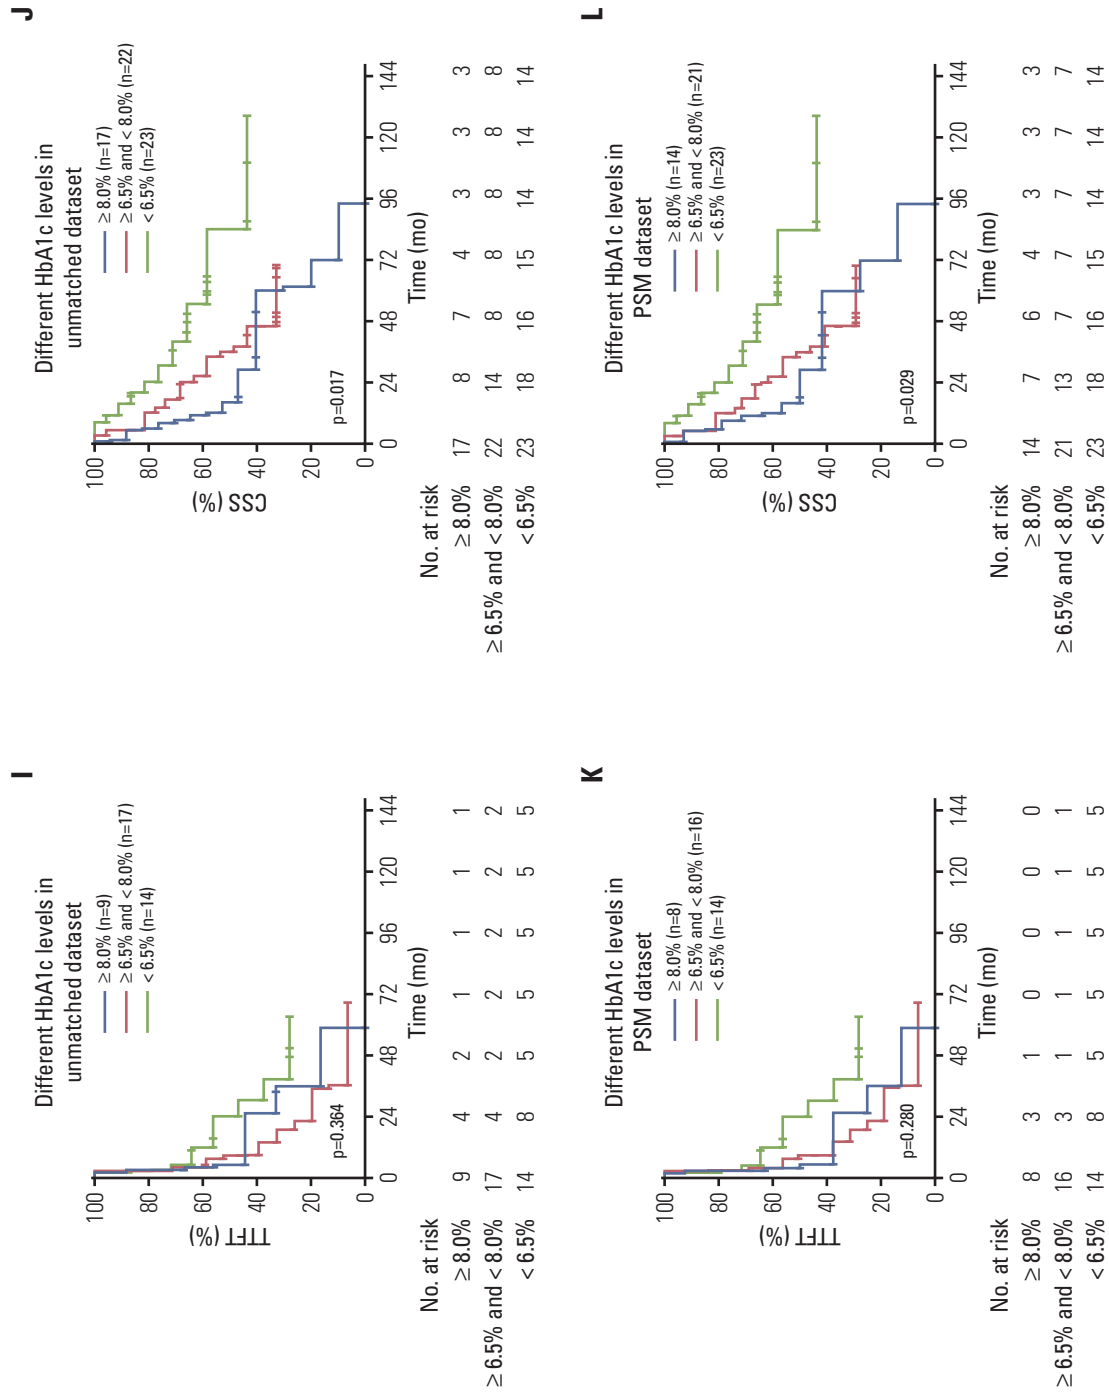 I
Different HbA1c levels in
unmatched dataset
≥ 8.0% (n=9)
≥ 6.5% and < 8.0% (n=17)
< 6.5% (n=14)
TTFT (%)
100
80
60
40
20
0
p=0.364
0 24 48 72 96 120 144
Time (mo)
No. at risk
≥ 8.0% 9 4 2 1 1 1 1
≥ 6.5% and < 8.0% 17 4 2 2 2 2 2
< 6.5% 14 8 5 5 5 5 5
J
Different HbA1c levels in
unmatched dataset
≥ 8.0% (n=17)
≥ 6.5% and < 8.0% (n=22)
< 6.5% (n=23)
CSS (%)
100
80
60
40
20
0
p=0.017
0 24 48 72 96 120 144
Time (mo)
No. at risk
≥ 8.0% 17 8 7 4 3 3 3
≥ 6.5% and < 8.0% 22 14 8 8 8 8 8
< 6.5% 23 18 16 15 14 14 14
K
Different HbA1c levels in
PSM dataset
≥ 8.0% (n=8)
≥ 6.5% and < 8.0% (n=16)
< 6.5% (n=14)
TTFT (%)
100
80
60
40
20
0
p=0.280
0 24 48 72 96 120 144
Time (mo)
No. at risk
≥ 8.0% 8 3 1 0 0 0 0
≥ 6.5% and < 8.0% 16 3 1 1 1 1 1
< 6.5% 14 8 5 5 5 5 5
L
Different HbA1c levels in
PSM dataset
≥ 8.0% (n=14)
≥ 6.5% and < 8.0% (n=21)
< 6.5% (n=23)
CSS (%)
100
80
60
40
20
0
p=0.029
0 24 48 72 96 120 144
Time (mo)
No. at risk
≥ 8.0% 14 7 6 4 3 3 3
≥ 6.5% and < 8.0% 21 13 7 7 7 7 7
< 6.5% 23 18 16 15 14 14 14